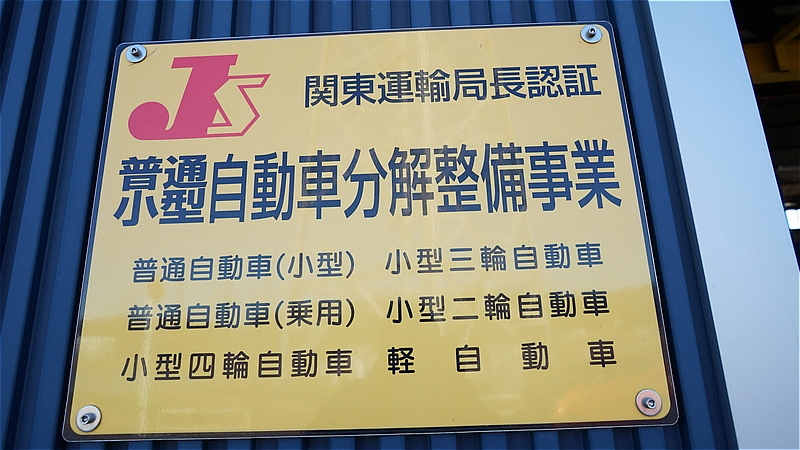 JS
関東運輸局長認証
普通
小型自動車分解整備事業
普通自動車(小型) 小型三輪自動車
普通自動車(乗用) 小型二輪自動車
小型四輪自動車 軽自動車